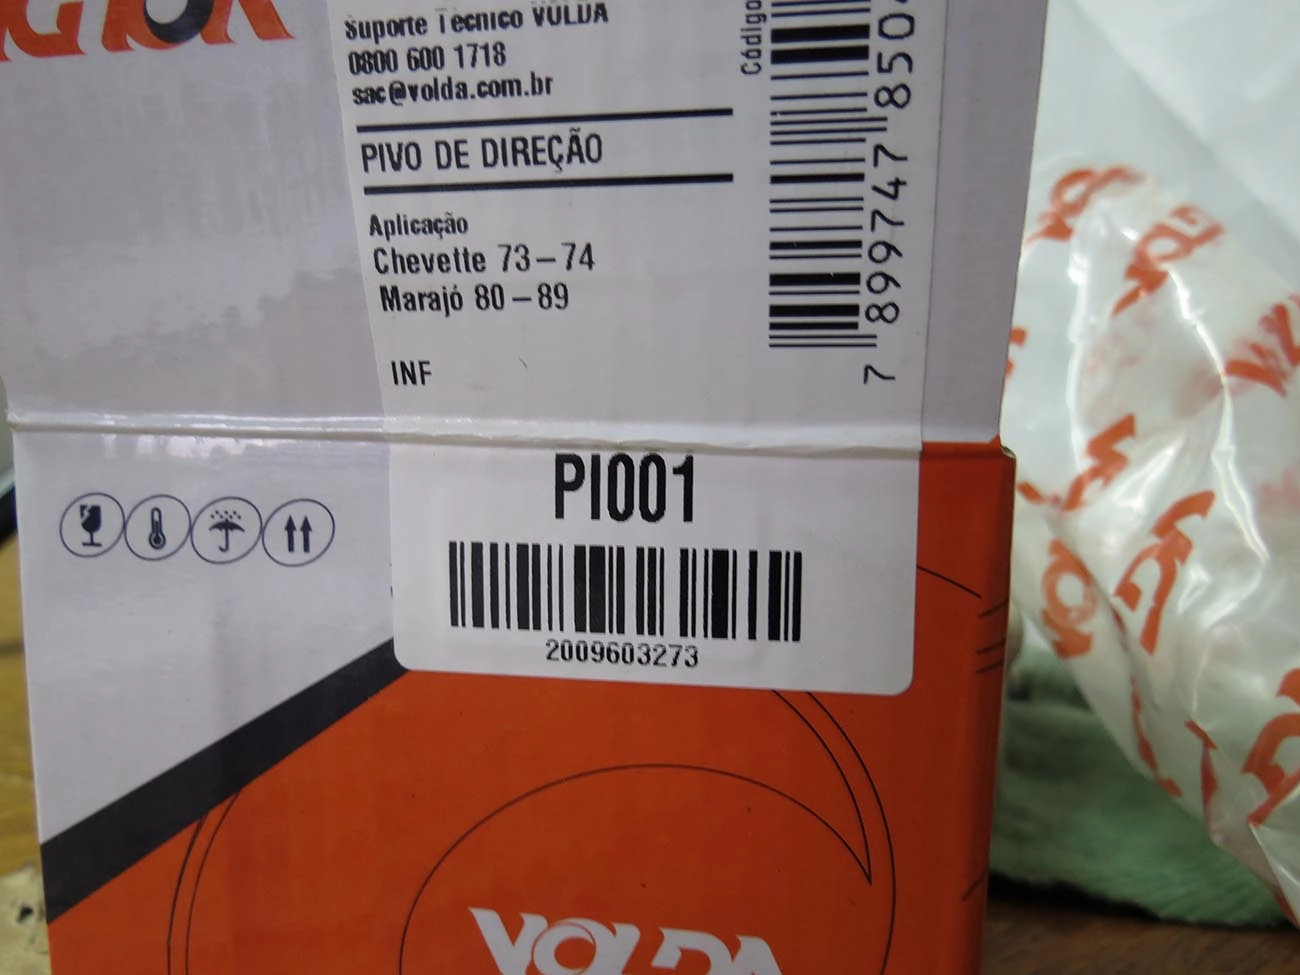 Suporte Técnico VOLDA
0800 600 1718
sac@volda.com.br
PIVO DE DIREÇÃO
Aplicação
Chevette 73-74
Marajó 80-89
INF
Código
7 899747 850
PI001
2009603273
VOLDA